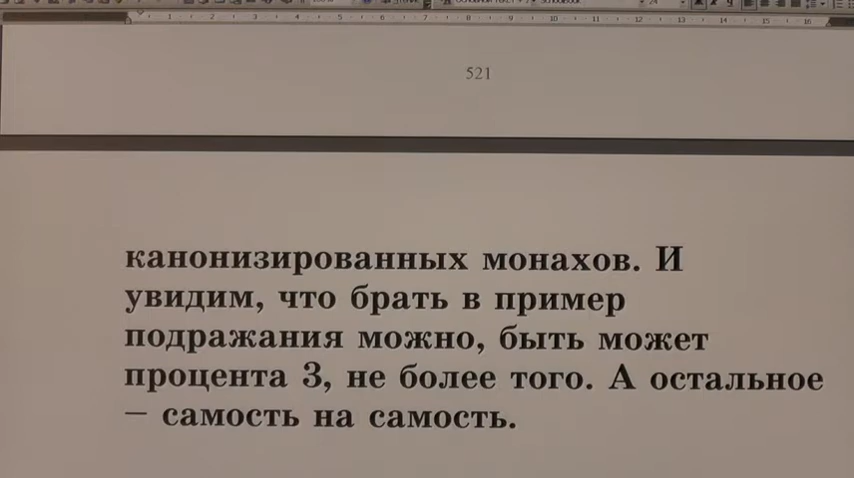 521
канонизированных монахов. И
увидим, что брать в пример
подражания можно, быть может
процента 3, не более того. А остальное
– самость на самость.